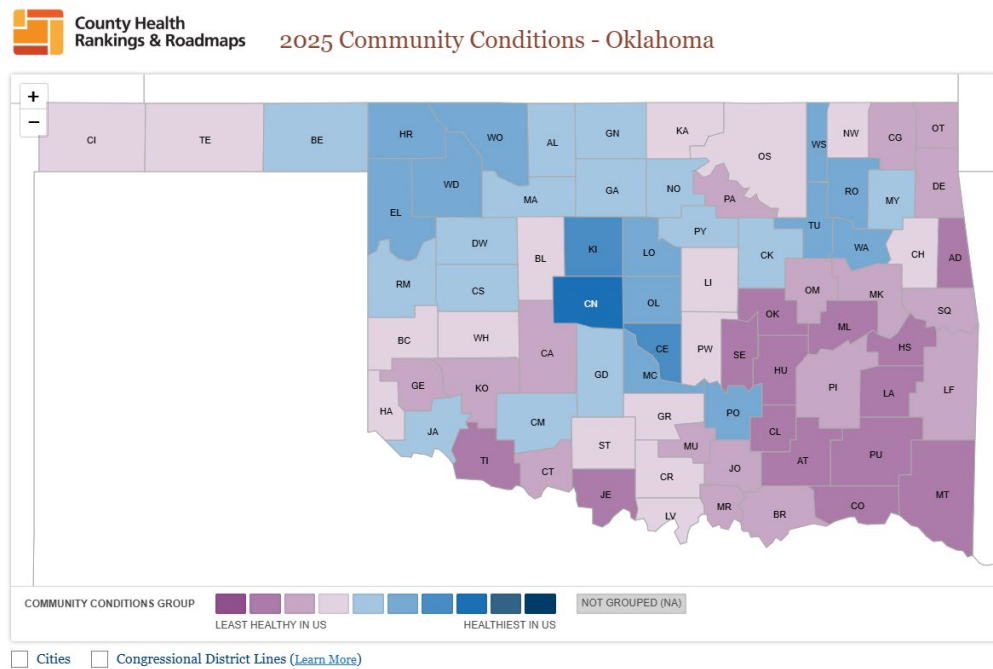 County Health
Rankings & Roadmaps
2025 Community Conditions - Oklahoma
+
−
CI TE BE HR WO AL GN KA OS WS NW CG OT
WD MA GA NO PA RO MY DE
EL DW BL KI LO PY CK TU WA CH AD
RM CS CN OL LI OM MK SQ
BC WH CA CE PW OK ML HS
GE KO GD MC SE HU PI LA LF
HA JA CM GR PO CL
TI CT ST MU JO AT PU
JE CR MR BR CO MT
LV
COMMUNITY CONDITIONS GROUP
NOT GROUPED (NA)
LEAST HEALTHY IN US
HEALTHIEST IN US
Cities
Congressional District Lines (Learn More)